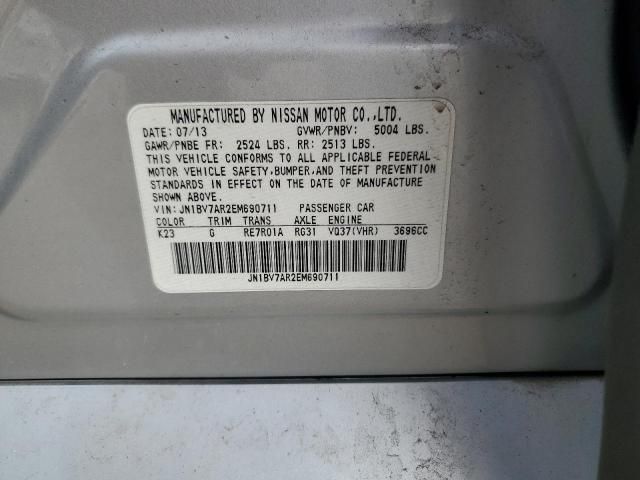 MANUFACTURED BY NISSAN MOTOR CO.,LTD.
DATE: 07/13 GVWR/PNBV: 5004 LBS.
GAWR/PNBE FR: 2524 LBS. RR: 2513 LBS.
THIS VEHICLE CONFORMS TO ALL APPLICABLE FEDERAL
MOTOR VEHICLE SAFETY,BUMPER,AND THEFT PREVENTION
STANDARDS IN EFFECT ON THE DATE OF MANUFACTURE
SHOWN ABOVE.
VIN: JN1BV7AR2EM690711 PASSENGER CAR
COLOR TRIM TRANS AXLE ENGINE
K23 G RE7R01A RG31 VQ37(VHR) 3696CC
JN1BV7AR2EM690711